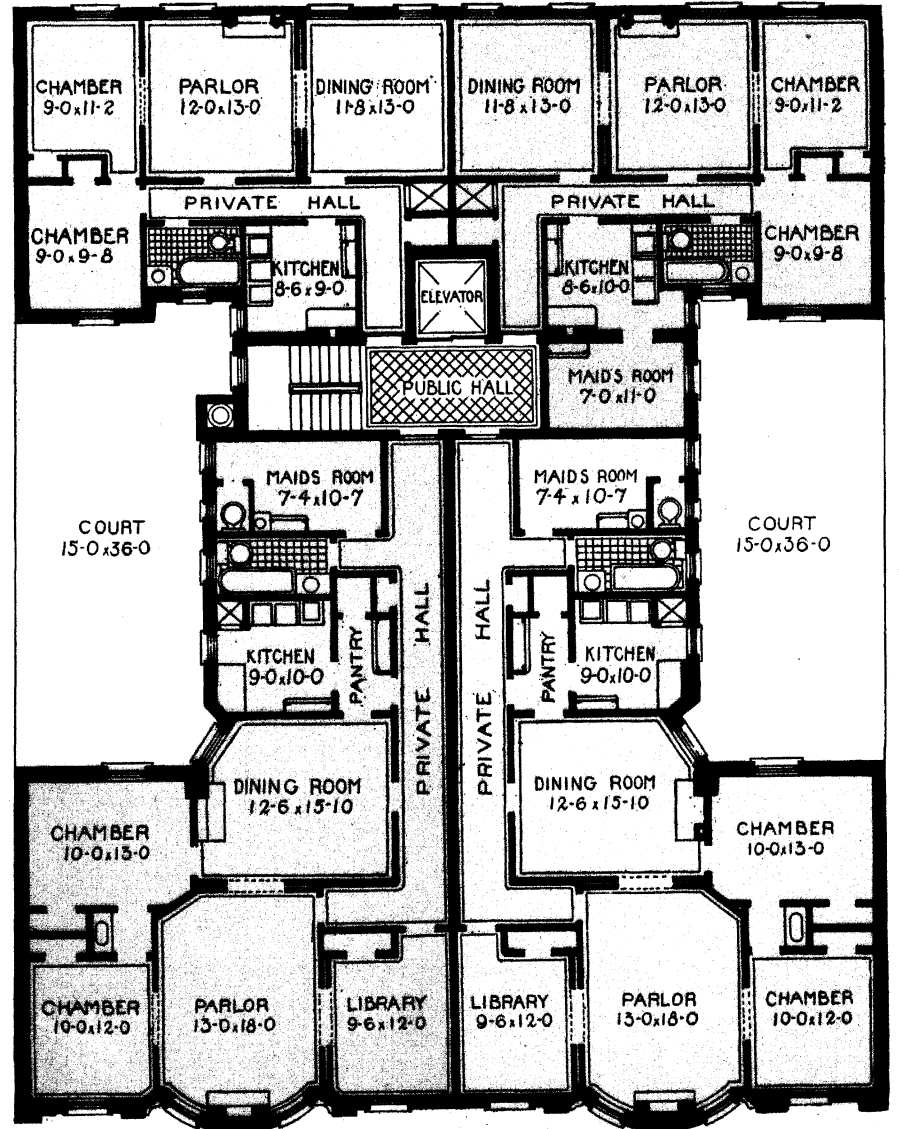 CHAMBER
9-0x11-2
PARLOR
12-0x13-0
DINING ROOM
11-8x13-0
DINING ROOM
11-8x13-0
PARLOR
12-0x13-0
CHAMBER
9-0x11-2
PRIVATE HALL
PRIVATE HALL
CHAMBER
9-0x9-8
KITCHEN
8-6x9-0
ELEVATOR
KITCHEN
8-6x10-0
CHAMBER
9-0x9-8
PUBLIC HALL
MAID'S ROOM
7-0x11-0
MAIDS ROOM
7-4x10-7
MAIDS ROOM
7-4x10-7
COURT
15-0x36-0
COURT
15-0x36-0
KITCHEN
9-0x10-0
PANTRY
PRIVATE HALL
PRIVATE HALL
PANTRY
KITCHEN
9-0x10-0
DINING ROOM
12-6x15-10
DINING ROOM
12-6x15-10
CHAMBER
10-0x13-0
CHAMBER
10-0x13-0
CHAMBER
10-0x12-0
PARLOR
13-0x18-0
LIBRARY
9-6x12-0
LIBRARY
9-6x12-0
PARLOR
13-0x18-0
CHAMBER
10-0x12-0